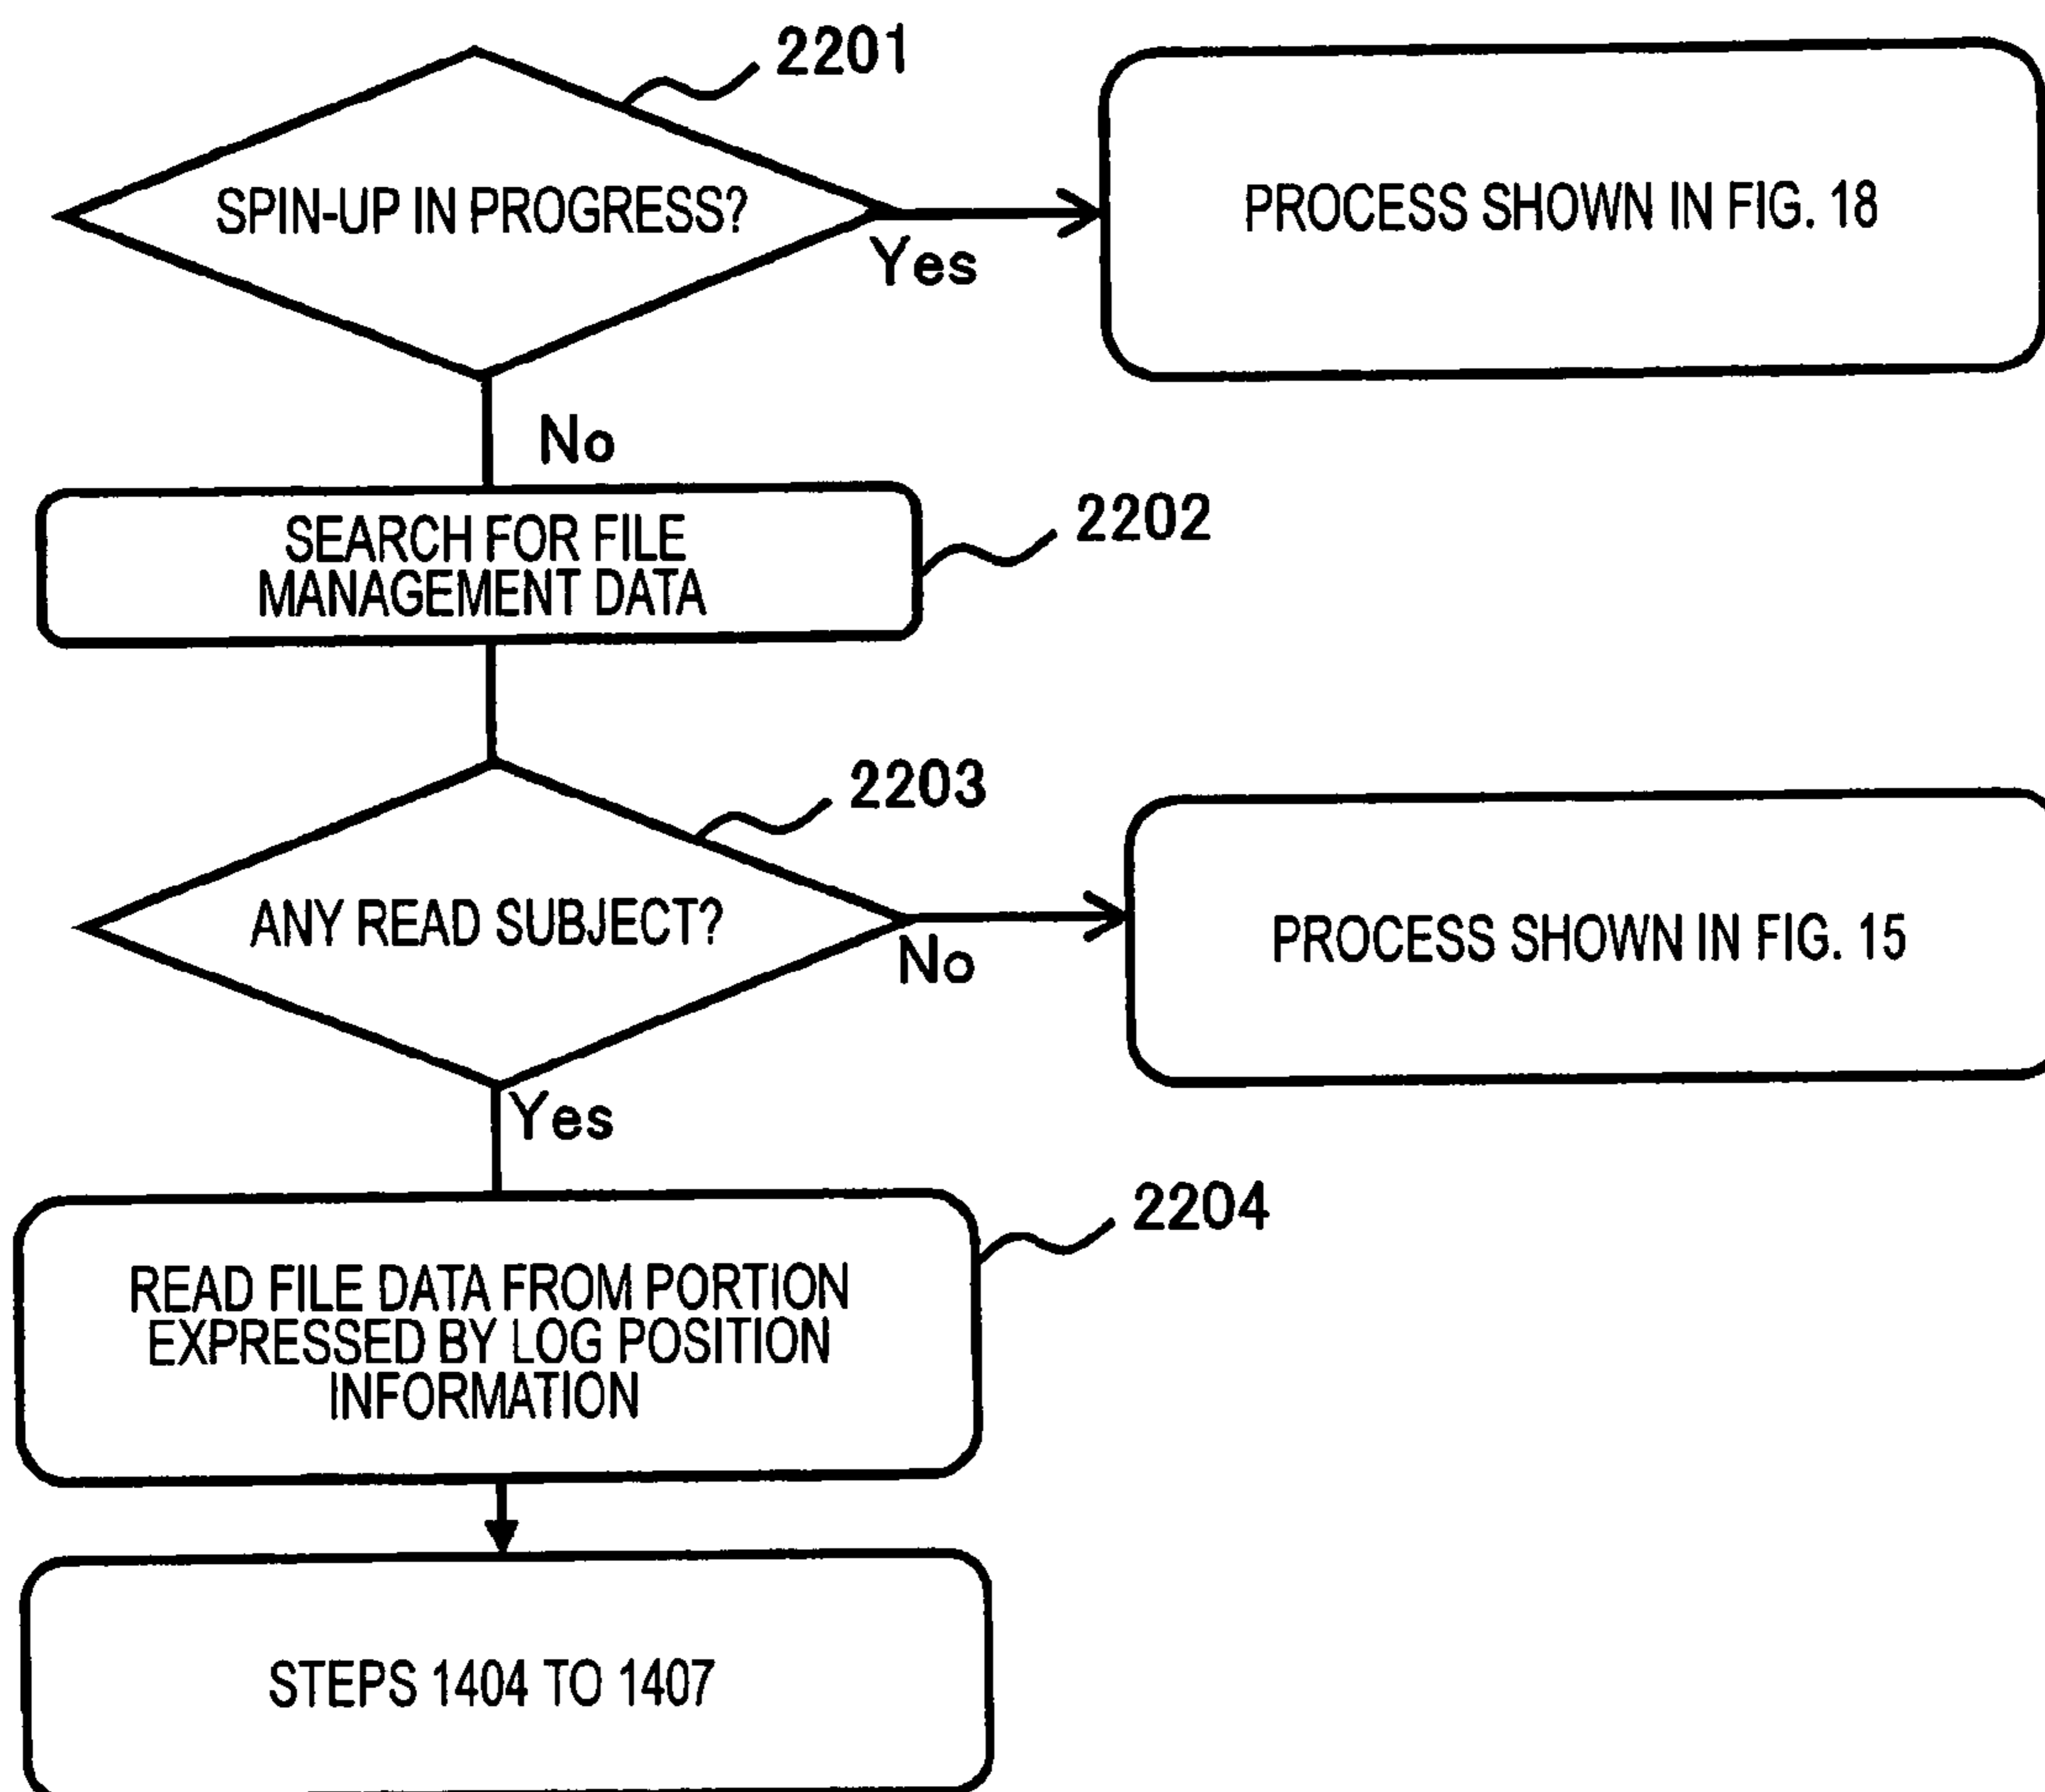 2201
SPIN-UP IN PROGRESS?
Yes
PROCESS SHOWN IN FIG. 18
No
SEARCH FOR FILE
MANAGEMENT DATA
2202
2203
ANY READ SUBJECT?
No
PROCESS SHOWN IN FIG. 15
Yes
2204
READ FILE DATA FROM PORTION
EXPRESSED BY LOG POSITION
INFORMATION
STEPS 1404 TO 1407